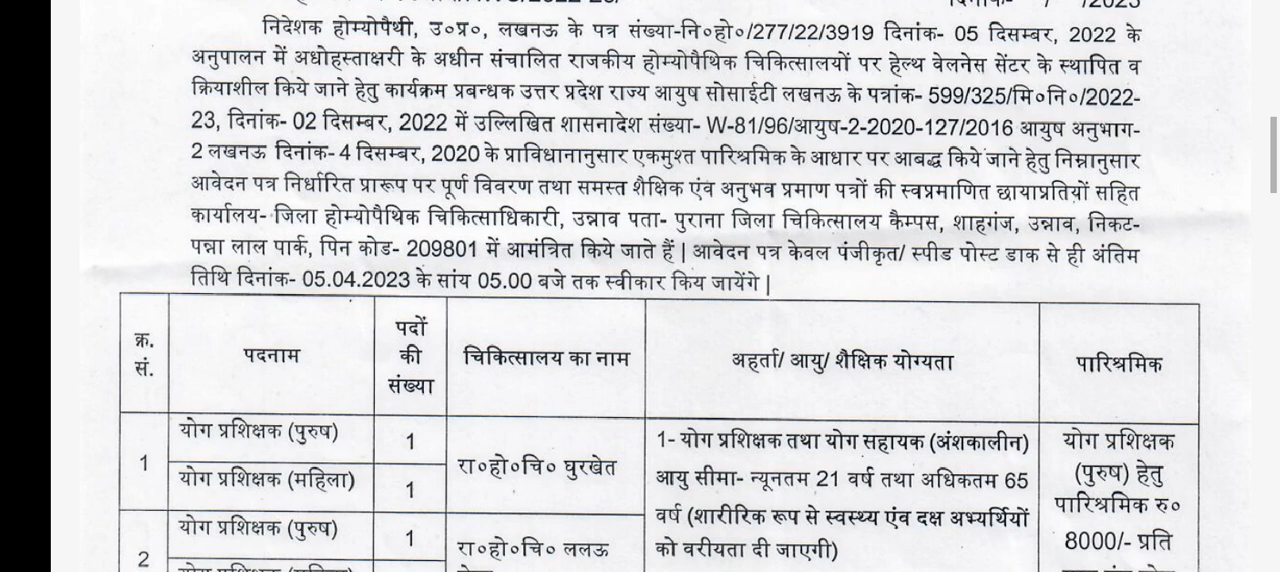 निदेशक होम्योपैथी, उ०प्र०, लखनऊ के पत्र संख्या-नि०हो०/277/22/3919 दिनांक- 05 दिसम्बर, 2022 के
अनुपालन में अधोहस्ताक्षरी के अधीन संचालित राजकीय होम्योपैथिक चिकित्सालयों पर हेल्थ वेलनेस सेंटर के स्थापित व
क्रियाशील किये जाने हेतु कार्यक्रम प्रबन्धक उत्तर प्रदेश राज्य आयुष सोसाईटी लखनऊ के पत्रांक- 599/325/मि०नि०/2022-
23, दिनांक- 02 दिसम्बर, 2022 में उल्लिखित शासनादेश संख्या- W-81/96/आयुष-2-2020-127/2016 आयुष अनुभाग-
2 लखनऊ दिनांक- 4 दिसम्बर, 2020 के प्राविधानानुसार एकमुश्त पारिश्रमिक के आधार पर आबद्ध किये जाने हेतु निम्नानुसार
आवेदन पत्र निर्धारित प्रारूप पर पूर्ण विवरण तथा समस्त शैक्षिक एंव अनुभव प्रमाण पत्रों की स्वप्रमाणित छायाप्रतियों सहित
कार्यालय- जिला होम्योपैथिक चिकित्साधिकारी, उन्नाव पता- पुराना जिला चिकित्सालय कैम्पस, शाहगंज, उन्नाव, निकट-
पन्ना लाल पार्क, पिन कोड- 209801 में आमंत्रित किये जाते हैं | आवेदन पत्र केवल पंजीकृत/ स्पीड पोस्ट डाक से ही अंतिम
तिथि दिनांक- 05.04.2023 के सांय 05.00 बजे तक स्वीकार किय जायेंगे |
क्र. सं.
पदनाम
पदों की संख्या
चिकित्सालय का नाम
अहर्ता/ आयु/ शैक्षिक योग्यता
पारिश्रमिक
1
योग प्रशिक्षक (पुरुष)
1
योग प्रशिक्षक (महिला)
1
रा०हो०चि० घुरखेत
2
योग प्रशिक्षक (पुरुष)
1
रा०हो०चि० ललऊ
1- योग प्रशिक्षक तथा योग सहायक (अंशकालीन)
आयु सीमा- न्यूनतम 21 वर्ष तथा अधिकतम 65
वर्ष (शारीरिक रूप से स्वस्थ्य एंव दक्ष अभ्यर्थियों
को वरीयता दी जाएगी)
योग प्रशिक्षक
(पुरुष) हेतु
पारिश्रमिक रु०
8000/- प्रति